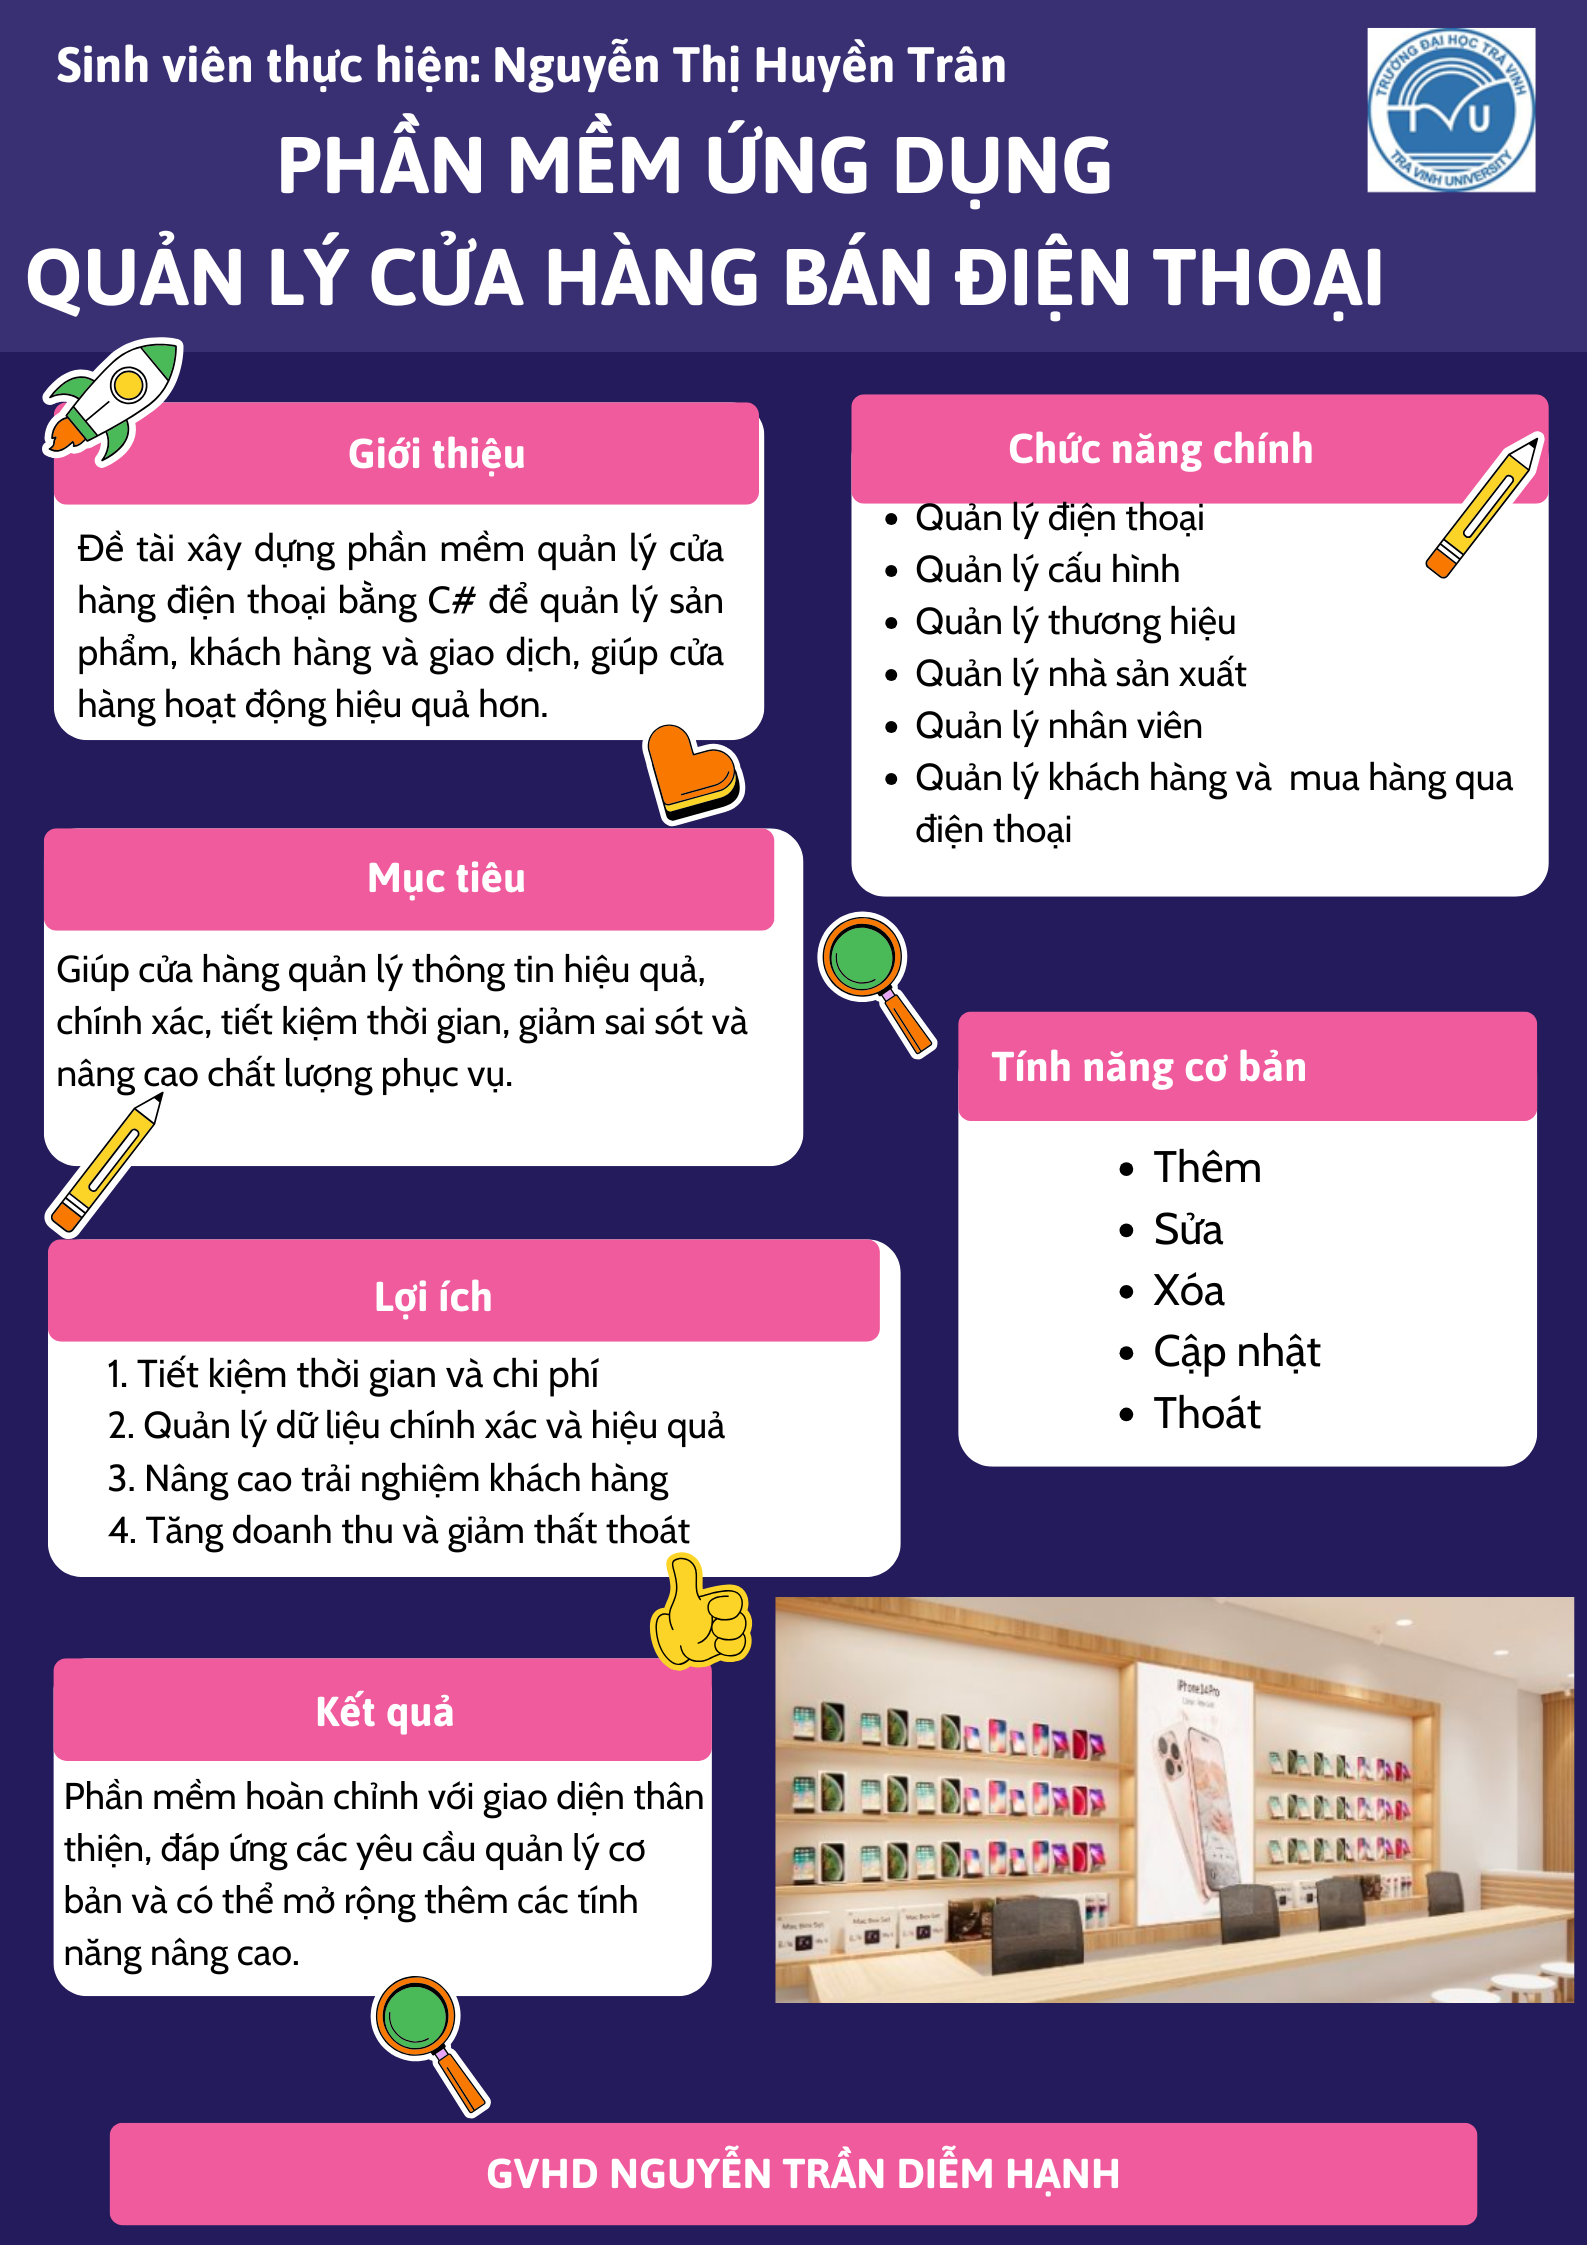 Sinh viên thực hiện: Nguyễn Thị Huyền Trân
TRƯỜNG ĐẠI HỌC TRÀ VINH
TVU
TRA VINH UNIVERSITY
PHẦN MỀM ỨNG DỤNG
QUẢN LÝ CỬA HÀNG BÁN ĐIỆN THOẠI
Giới thiệu
Đề tài xây dựng phần mềm quản lý cửa
hàng điện thoại bằng C# để quản lý sản
phẩm, khách hàng và giao dịch, giúp cửa
hàng hoạt động hiệu quả hơn.
Mục tiêu
Giúp cửa hàng quản lý thông tin hiệu quả,
chính xác, tiết kiệm thời gian, giảm sai sót và
nâng cao chất lượng phục vụ.
Lợi ích
1. Tiết kiệm thời gian và chi phí
2. Quản lý dữ liệu chính xác và hiệu quả
3. Nâng cao trải nghiệm khách hàng
4. Tăng doanh thu và giảm thất thoát
Kết quả
Phần mềm hoàn chỉnh với giao diện thân
thiện, đáp ứng các yêu cầu quản lý cơ
bản và có thể mở rộng thêm các tính
năng nâng cao.
Chức năng chính
• Quản lý điện thoại
• Quản lý cấu hình
• Quản lý thương hiệu
• Quản lý nhà sản xuất
• Quản lý nhân viên
• Quản lý khách hàng và mua hàng qua
điện thoại
Tính năng cơ bản
• Thêm
• Sửa
• Xóa
• Cập nhật
• Thoát
iPhone14Pro
GVHD NGUYỄN TRẦN DIỄM HẠNH